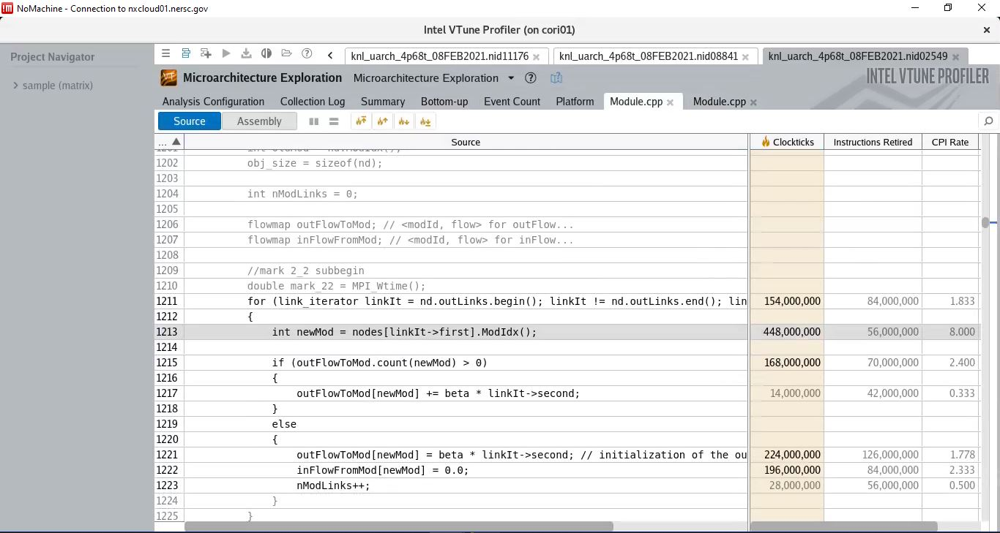 NoMachine - Connection to nxcloud01.nersc.gov
Intel VTune Profiler (on cori01)
Project Navigator
sample (matrix)
knl_uarch_4p68t_08FEB2021.nid11176
knl_uarch_4p68t_08FEB2021.nid08841
knl_uarch_4p68t_08FEB2021.nid02549
Microarchitecture Exploration Microarchitecture Exploration
INTEL VTUNE PROFILER
Analysis Configuration Collection Log Summary Bottom-up Event Count Platform Module.cpp Module.cpp
Source Assembly
... Source Clockticks Instructions Retired CPI Rate
1201 int oldMod = nd.ModIdx();
1202 obj_size = sizeof(nd);
1203
1204 int nModLinks = 0;
1205
1206 flowmap outFlowToMod; // <modId, flow> for outFlow...
1207 flowmap inFlowFromMod; // <modId, flow> for inFlow...
1208
1209 //mark 2_2 subbegin
1210 double mark_22 = MPI_Wtime();
1211 for (link_iterator linkIt = nd.outLinks.begin(); linkIt != nd.outLinks.end(); lin 154,000,000 84,000,000 1.833
1212 {
1213 int newMod = nodes[linkIt->first].ModIdx(); 448,000,000 56,000,000 8.000
1214
1215 if (outFlowToMod.count(newMod) > 0) 168,000,000 70,000,000 2.400
1216 {
1217 outFlowToMod[newMod] += beta * linkIt->second; 14,000,000 42,000,000 0.333
1218 }
1219 else
1220 {
1221 outFlowToMod[newMod] = beta * linkIt->second; // initialization of the ou 224,000,000 126,000,000 1.778
1222 inFlowFromMod[newMod] = 0.0; 196,000,000 84,000,000 2.333
1223 nModLinks++; 28,000,000 56,000,000 0.500
1224 }
1225 }